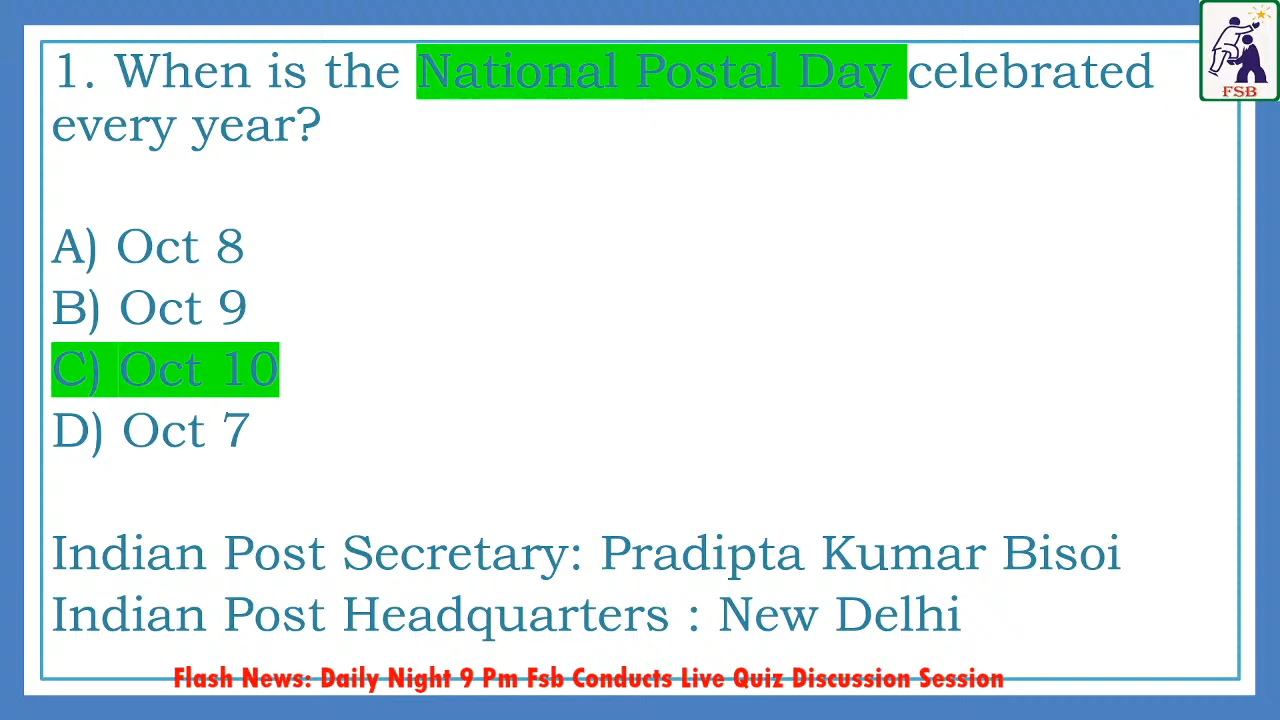 1. When is the National Postal Day celebrated
every year?
A) Oct 8
B) Oct 9
C) Oct 10
D) Oct 7
Indian Post Secretary: Pradipta Kumar Bisoi
Indian Post Headquarters : New Delhi
Flash News: Daily Night 9 Pm Fsb Conducts Live Quiz Discussion Session
FSB